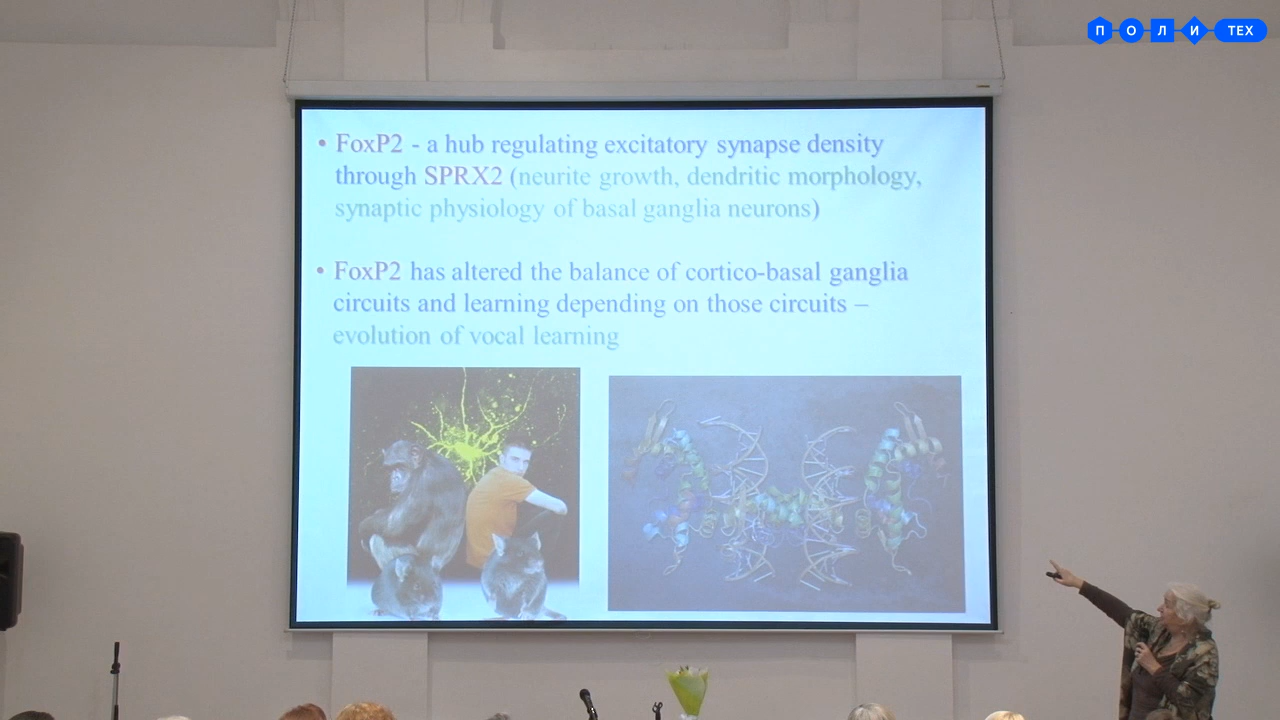 ПОЛИТЕХ
• FoxP2 - a hub regulating excitatory synapse density
through SPRX2 (neurite growth, dendritic morphology,
synaptic physiology of basal ganglia neurons)
• FoxP2 has altered the balance of cortico-basal ganglia
circuits and learning depending on those circuits –
evolution of vocal learning